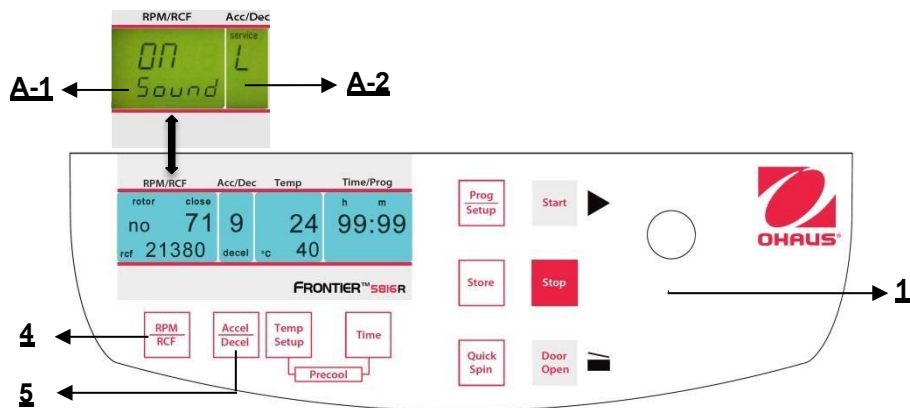 RPM/RCF Acc/Dec
service
ON L
Sound
A-1
A-2
RPM/RCF Acc/Dec Temp Time/Prog
rotor close h m
no 71 9 24 99:99
rcf 21380 decel °C 40
FRONTIER™ 5816R
RPM
RCF
Accel
Decel
Temp
Setup
Time
Precool
Prog
Setup
Start
Store
Stop
Quick
Spin
Door
Open
OHAUS®
1
4
5